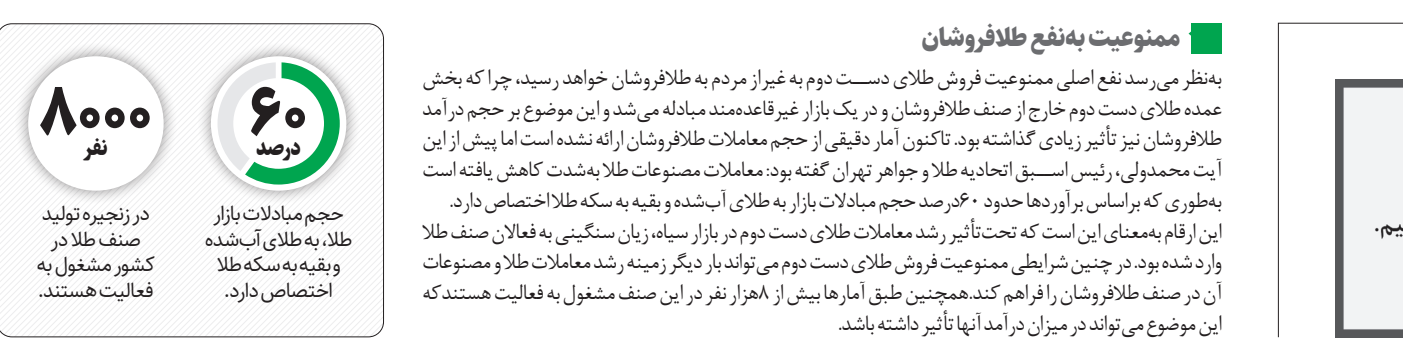 یم.
ممنوعیت به‌نفع طلافروشان
به‌نظر می‌رسد نفع اصلی ممنوعیت فروش طلای دست دوم به غیر از مردم به طلافروشان خواهد رسید، چرا که بخش
عمده طلای دست دوم خارج از صنف طلافروشان و در یک بازار غیرقاعده‌مند مبادله می‌شد و این موضوع بر حجم درآمد
طلافروشان نیز تأثیر زیادی گذاشته بود. تاکنون آمار دقیقی از حجم معاملات طلافروشان ارائه نشده است اما پیش از این
آیت محمدولی، رئیس اسبق اتحادیه طلا و جواهر تهران گفته بود: معاملات مصنوعات طلا به‌شدت کاهش یافته است
به‌طوری که براساس برآوردها حدود ۶۰درصد حجم مبادلات بازار به طلای آب‌شده و بقیه به سکه طلا اختصاص دارد.
این ارقام به‌معنای این است که تحت‌تأثیر رشد معاملات طلای دست دوم در بازار سیاه، زیان سنگینی به فعالان صنف طلا
وارد شده بود. در چنین شرایطی ممنوعیت فروش طلای دست دوم می‌تواند بار دیگر زمینه رشد معاملات طلا و مصنوعات
آن در صنف طلافروشان را فراهم کند.همچنین طبق آمارها بیش از ۸هزار نفر در این صنف مشغول به فعالیت هستند که
این موضوع می‌تواند در میزان درآمد آنها تأثیر داشته باشد.
۶۰
درصد
حجم مبادلات بازار
طلا، به طلای آب‌شده
و بقیه به سکه طلا
اختصاص دارد.
۸۰۰۰
نفر
در زنجیره تولید
صنف طلا در
کشور مشغول به
فعالیت هستند.